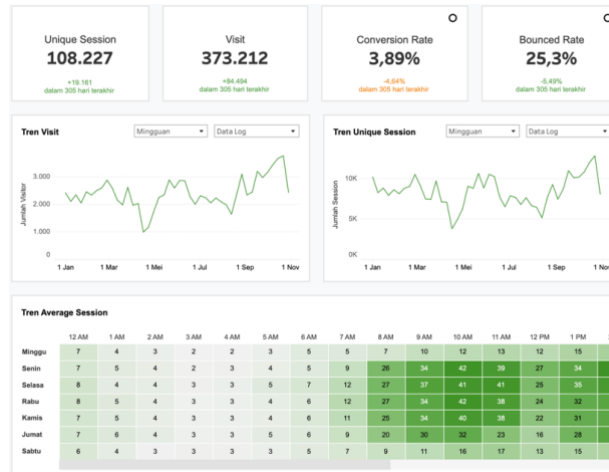 Unique Session
108.227
+19.181
dalam 305 hari terakhir
Visit
373.212
+84.494
dalam 305 hari terakhir
Conversion Rate
3,89%
-4,64%
dalam 305 hari terakhir
Bounced Rate
25,3%
-5,49%
dalam 305 hari terakhir
Tren Visit
Mingguan
Data Log
Jumlah Visitor
3.000
2.000
1.000
0
1 Jan 1 Mar 1 Mei 1 Jul 1 Sep 1 Nov
Tren Unique Session
Mingguan
Data Log
Jumlah Session
10K
5K
0K
1 Jan 1 Mar 1 Mei 1 Jul 1 Sep 1 Nov
Tren Average Session
12 AM 1 AM 2 AM 3 AM 4 AM 5 AM 6 AM 7 AM 8 AM 9 AM 10 AM 11 AM 12 PM 1 PM
Minggu 7 4 3 2 2 3 5 5 7 10 12 13 12 15
Senin 7 5 4 2 3 4 5 9 26 34 42 39 27 34
Selasa 8 4 4 3 3 5 7 12 27 37 41 41 25 35
Rabu 8 5 4 3 3 4 6 12 27 34 42 38 24 32
Kamis 7 5 4 3 3 4 6 11 25 34 40 38 22 31
Jumat 7 6 4 3 3 5 6 9 20 30 32 23 16 28
Sabtu 6 4 3 3 3 3 5 7 9 11 16 17 13 15